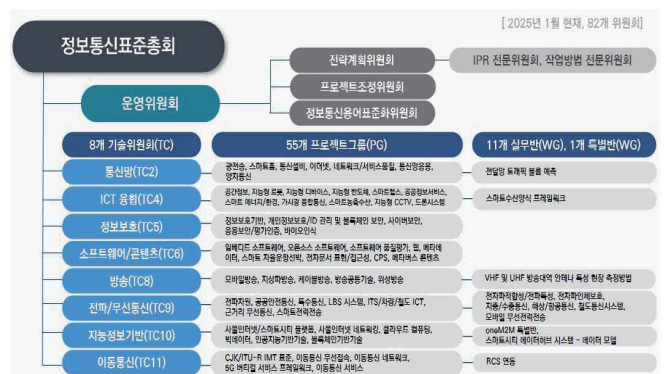 [ 2025년 1월 현재, 82개 위원회]
정보통신표준총회
전략계획위원회
IPR 전문위원회, 작업방법 전문위원회
운영위원회
프로젝트조정위원회
정보통신용어표준화위원회
8개 기술위원회(TC)
55개 프로젝트그룹(PG)
11개 실무반(WG), 1개 특별반(WG)
통신망(TC2)
광전송, 스마트홈, 통신설비, 이더넷, 네트워크/서비스품질, 통신망응용,
양자통신
전달망 트래픽 볼륨 예측
ICT 융합(TC4)
공간정보, 지능형 로봇, 지능형 디바이스, 지능형 반도체, 스마트헬스, 공공정보서비스,
스마트 에너지/환경, 가시광 융합통신, 스마트농축수산, 지능형 CCTV, 드론시스템
스마트수산양식 프레임워크
정보보호(TC5)
정보보호기반, 개인정보보호/ID 관리 및 블록체인 보안, 사이버보안,
응용보안/평가인증, 바이오인식
소프트웨어/콘텐츠(TC6)
임베디드 소프트웨어, 오픈소스 소프트웨어, 소프트웨어 품질평가, 웹, 메타데
이터, 스마트 자율운항선박, 전자문서 표현/접근성, CPS, 메타버스 콘텐츠
방송(TC8)
모바일방송, 지상파방송, 케이블방송, 방송공통기술, 위성방송
VHF 및 UHF 방송대역 안테나 특성 현장 측정방법
전파/무선통신(TC9)
전파자원, 공공안전통신, 특수통신, LBS 시스템, ITS/차량/철도 ICT,
근거리 무선통신, 스마트전력전송
전자파적합성/전파특성, 전자파인체보호,
지중/수중통신, 해상/항공통신, 철도통신시스템,
모바일 무선전력전송
지능정보기반(TC10)
사물인터넷/스마트시티 플랫폼, 사물인터넷 네트워킹, 클라우드 컴퓨팅,
빅데이터, 인공지능기반기술, 블록체인기반기술
oneM2M 특별반,
스마트시티 데이터허브 시스템 - 데이터 모델
이동통신(TC11)
CJK/ITU-R IMT 표준, 이동통신 무선접속, 이동통신 네트워크,
5G 버티컬 서비스 프레임워크, 이동통신 서비스
RCS 연동